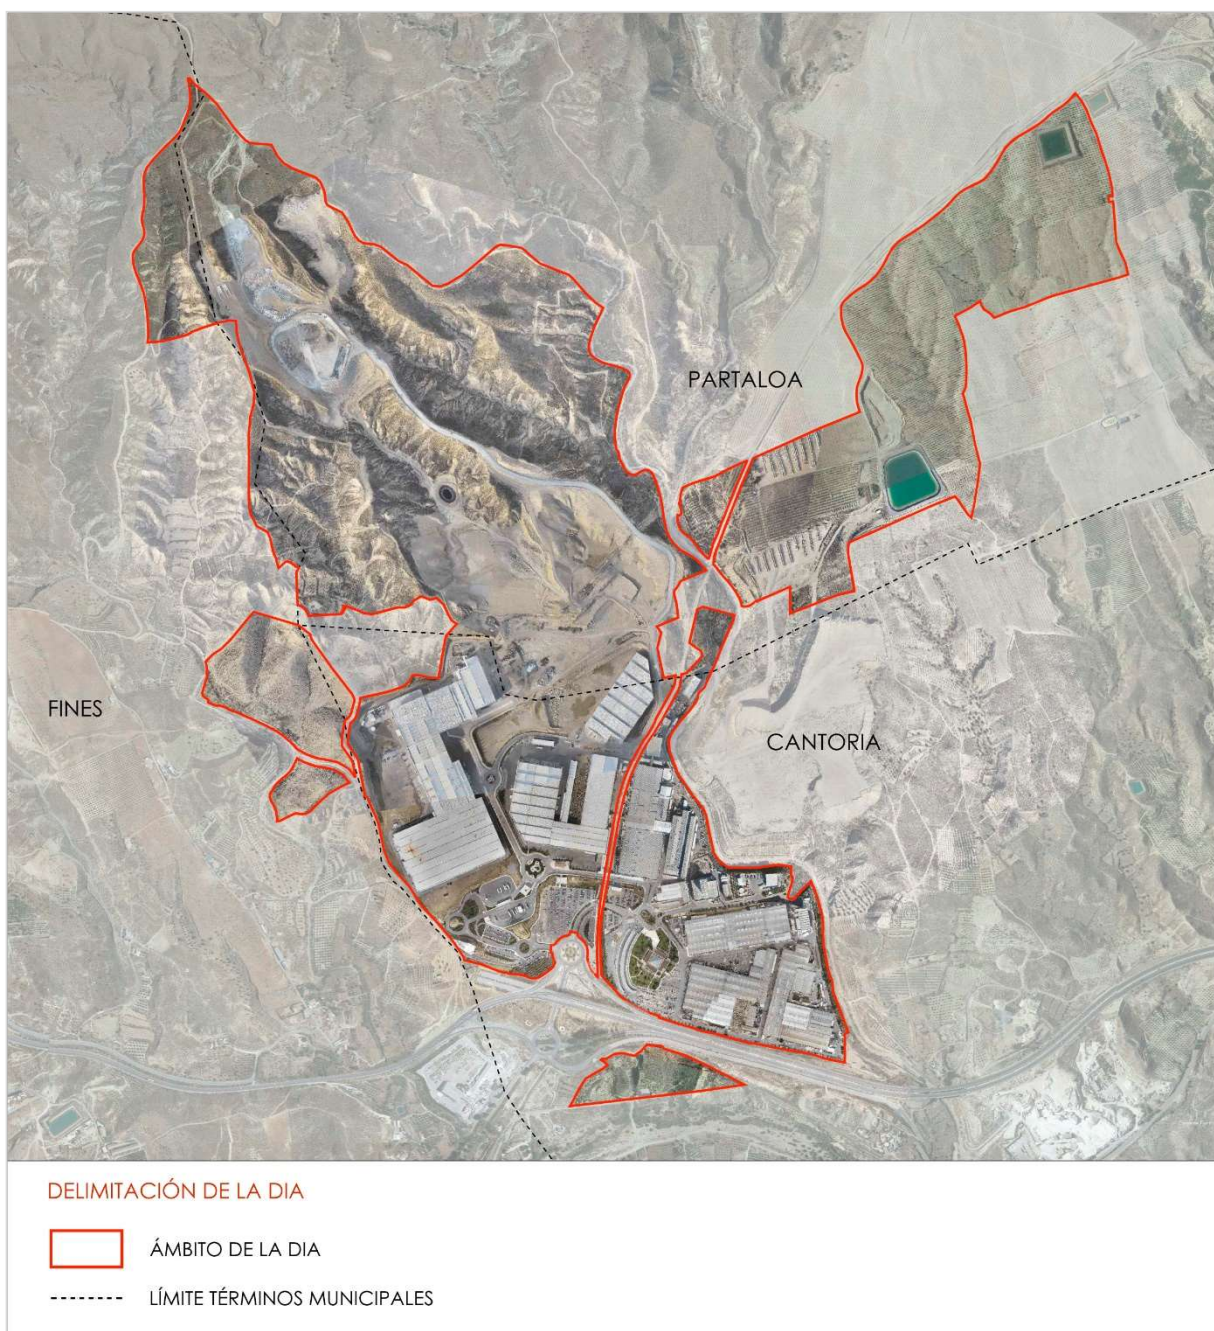 PARTALOA
FINES
CANTORIA
DELIMITACIÓN DE LA DIA
ÁMBITO DE LA DIA
LÍMITE TÉRMINOS MUNICIPALES